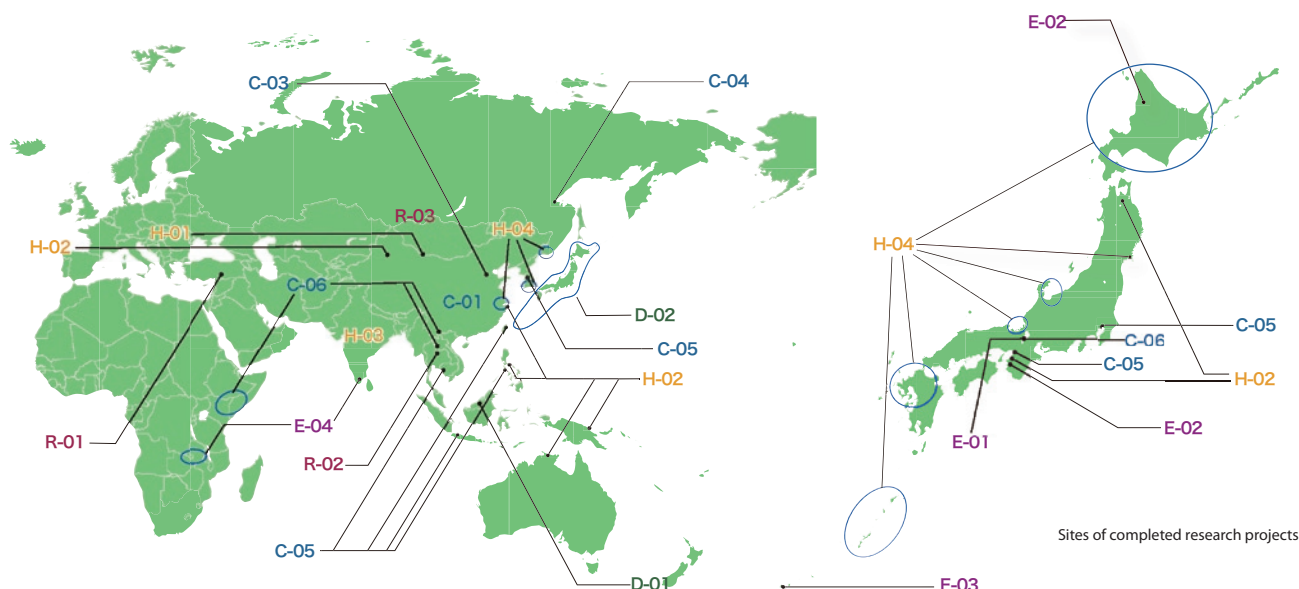 E-02
C-03
C-04
R-03
H-01
H-04
H-02
H-04
C-06
C-01
D-02
C-05
H-03
C-05
C-06
C-05
H-02
H-02
E-04
E-02
R-01
E-01
R-02
Sites of completed research projects
C-05
D-01
E-03